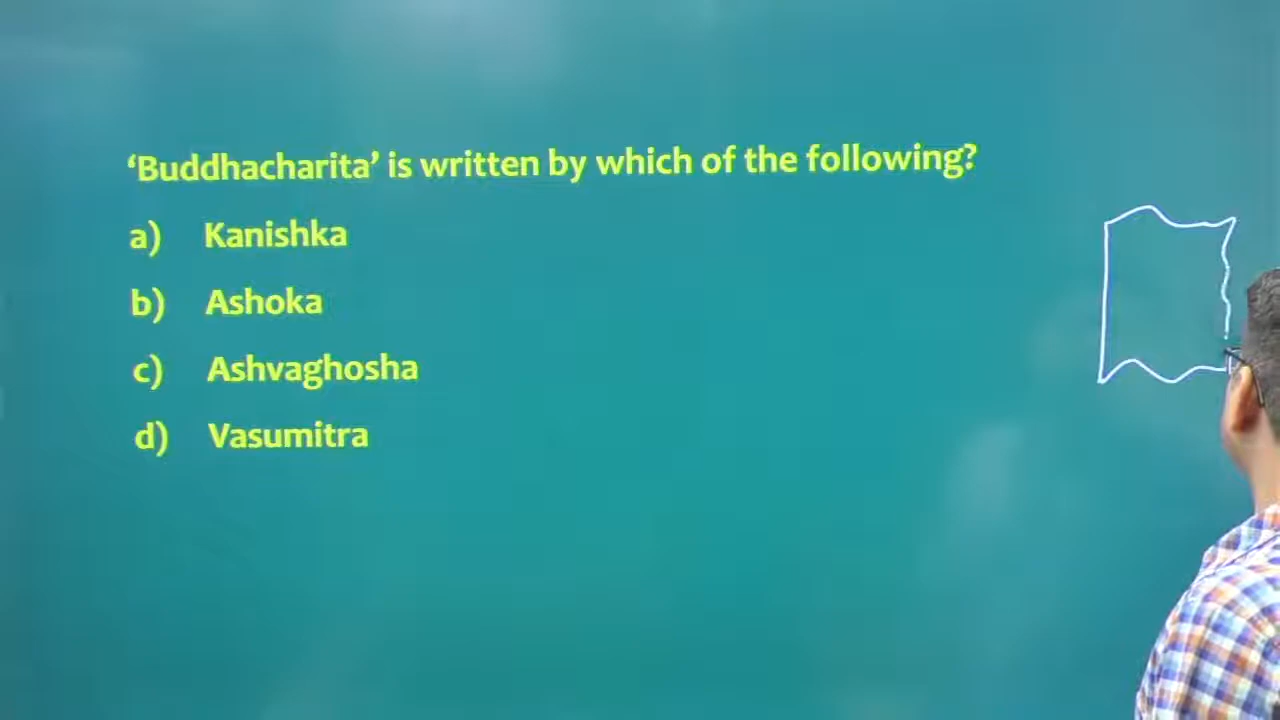 ‘Buddhacharita’ is written by which of the following?
a) Kanishka
b) Ashoka
c) Ashvaghosha
d) Vasumitra